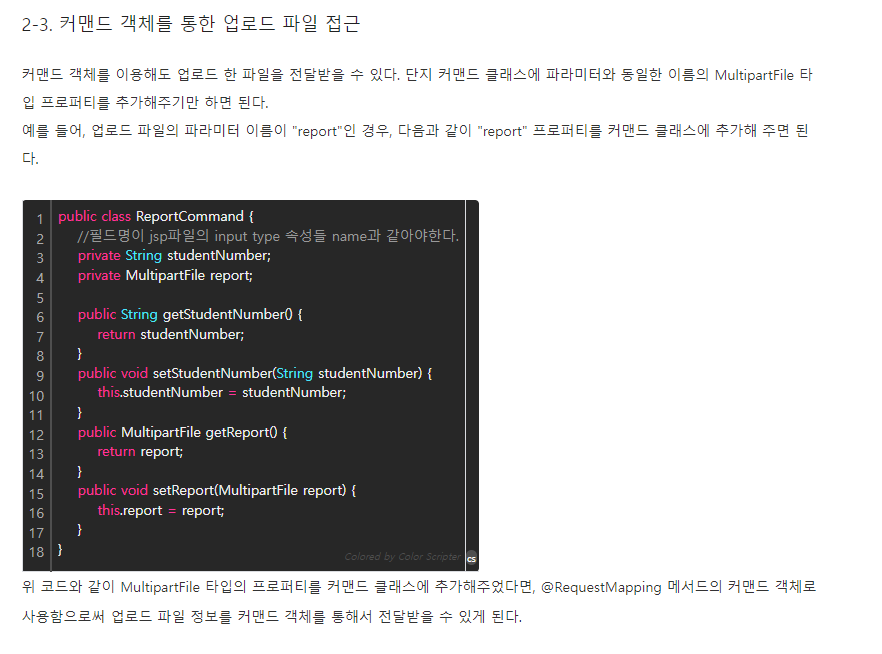 2-3. 커맨드 객체를 통한 업로드 파일 접근
커맨드 객체를 이용해도 업로드 한 파일을 전달받을 수 있다. 단지 커맨드 클래스에 파라미터와 동일한 이름의 MultipartFile 타
입 프로퍼티를 추가해주기만 하면 된다.
예를 들어, 업로드 파일의 파라미터 이름이 "report"인 경우, 다음과 같이 "report" 프로퍼티를 커맨드 클래스에 추가해 주면 된
다.
1 public class ReportCommand {
2 //필드명이 jsp파일의 input type 속성들 name과 같아야한다.
3 private String studentNumber;
4 private MultipartFile report;
5
6 public String getStudentNumber() {
7 return studentNumber;
8 }
9 public void setStudentNumber(String studentNumber) {
10 this.studentNumber = studentNumber;
11 }
12 public MultipartFile getReport() {
13 return report;
14 }
15 public void setReport(MultipartFile report) {
16 this.report = report;
17 }
18 }
Colored by Color Scripter
cs
위 코드와 같이 MultipartFile 타입의 프로퍼티를 커맨드 클래스에 추가해주었다면, @RequestMapping 메서드의 커맨드 객체로
사용함으로써 업로드 파일 정보를 커맨드 객체를 통해서 전달받을 수 있게 된다.